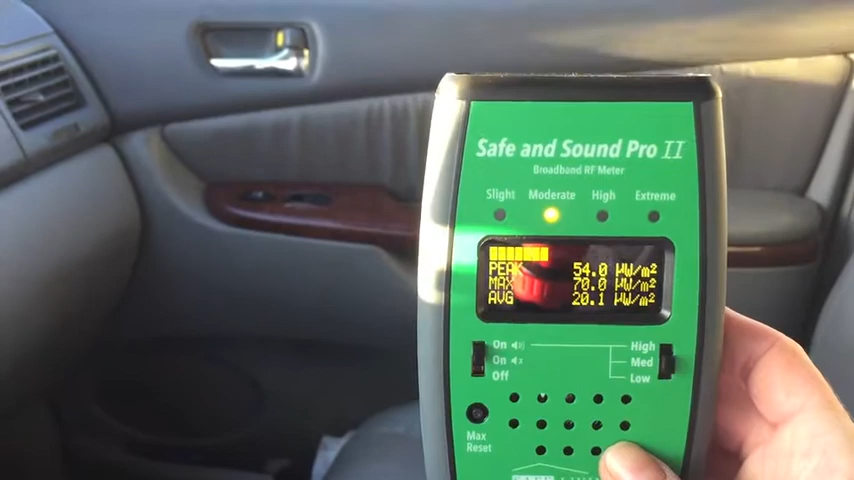 Safe and Sound Pro II
Broadband RF Meter
Slight Moderate High Extreme
PEAK 54.0 µW/m²
MAX 70.0 µW/m²
AVG 20.1 µW/m²
On High
On Med
Off Low
Max
Reset